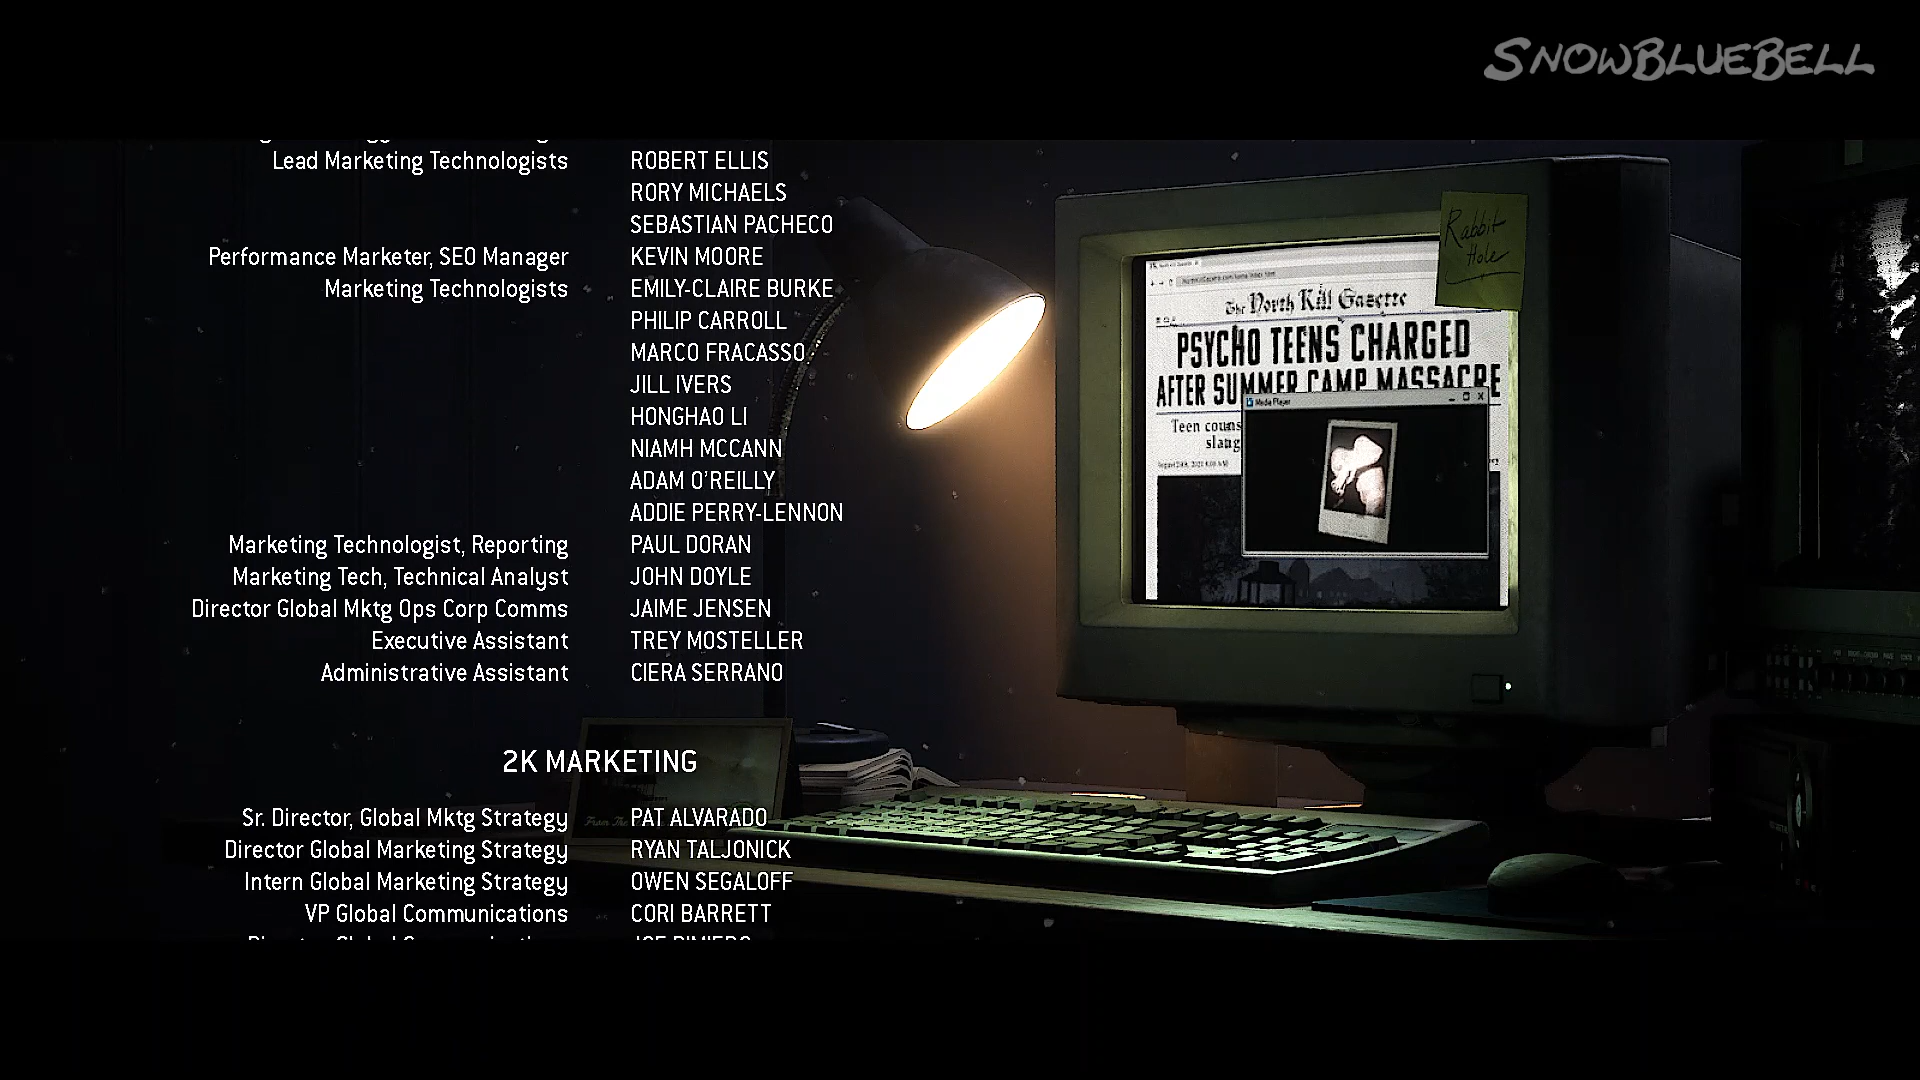 SNOWBLUEBELL
Lead Marketing Technologists ROBERT ELLIS
RORY MICHAELS
SEBASTIAN PACHECO
Performance Marketer, SEO Manager KEVIN MOORE
Marketing Technologists EMILY-CLAIRE BURKE
PHILIP CARROLL
MARCO FRACASSO
JILL IVERS
HONGHAO LI
NIAMH MCCANN
ADAM O'REILLY
ADDIE PERRY-LENNON
Marketing Technologist, Reporting PAUL DORAN
Marketing Tech, Technical Analyst JOHN DOYLE
Director Global Mktg Ops Corp Comms JAIME JENSEN
Executive Assistant TREY MOSTELLER
Administrative Assistant CIERA SERRANO
2K MARKETING
Sr. Director, Global Mktg Strategy PAT ALVARADO
Director Global Marketing Strategy RYAN TALJONICK
Intern Global Marketing Strategy OWEN SEGALOFF
VP Global Communications CORI BARRETT
Rabbit
Hole
The North Kill Gazette
PSYCHO TEENS CHARGED
AFTER SUMMER CAMP MASSACRE
Media Player
Teen couns
slaug
From The